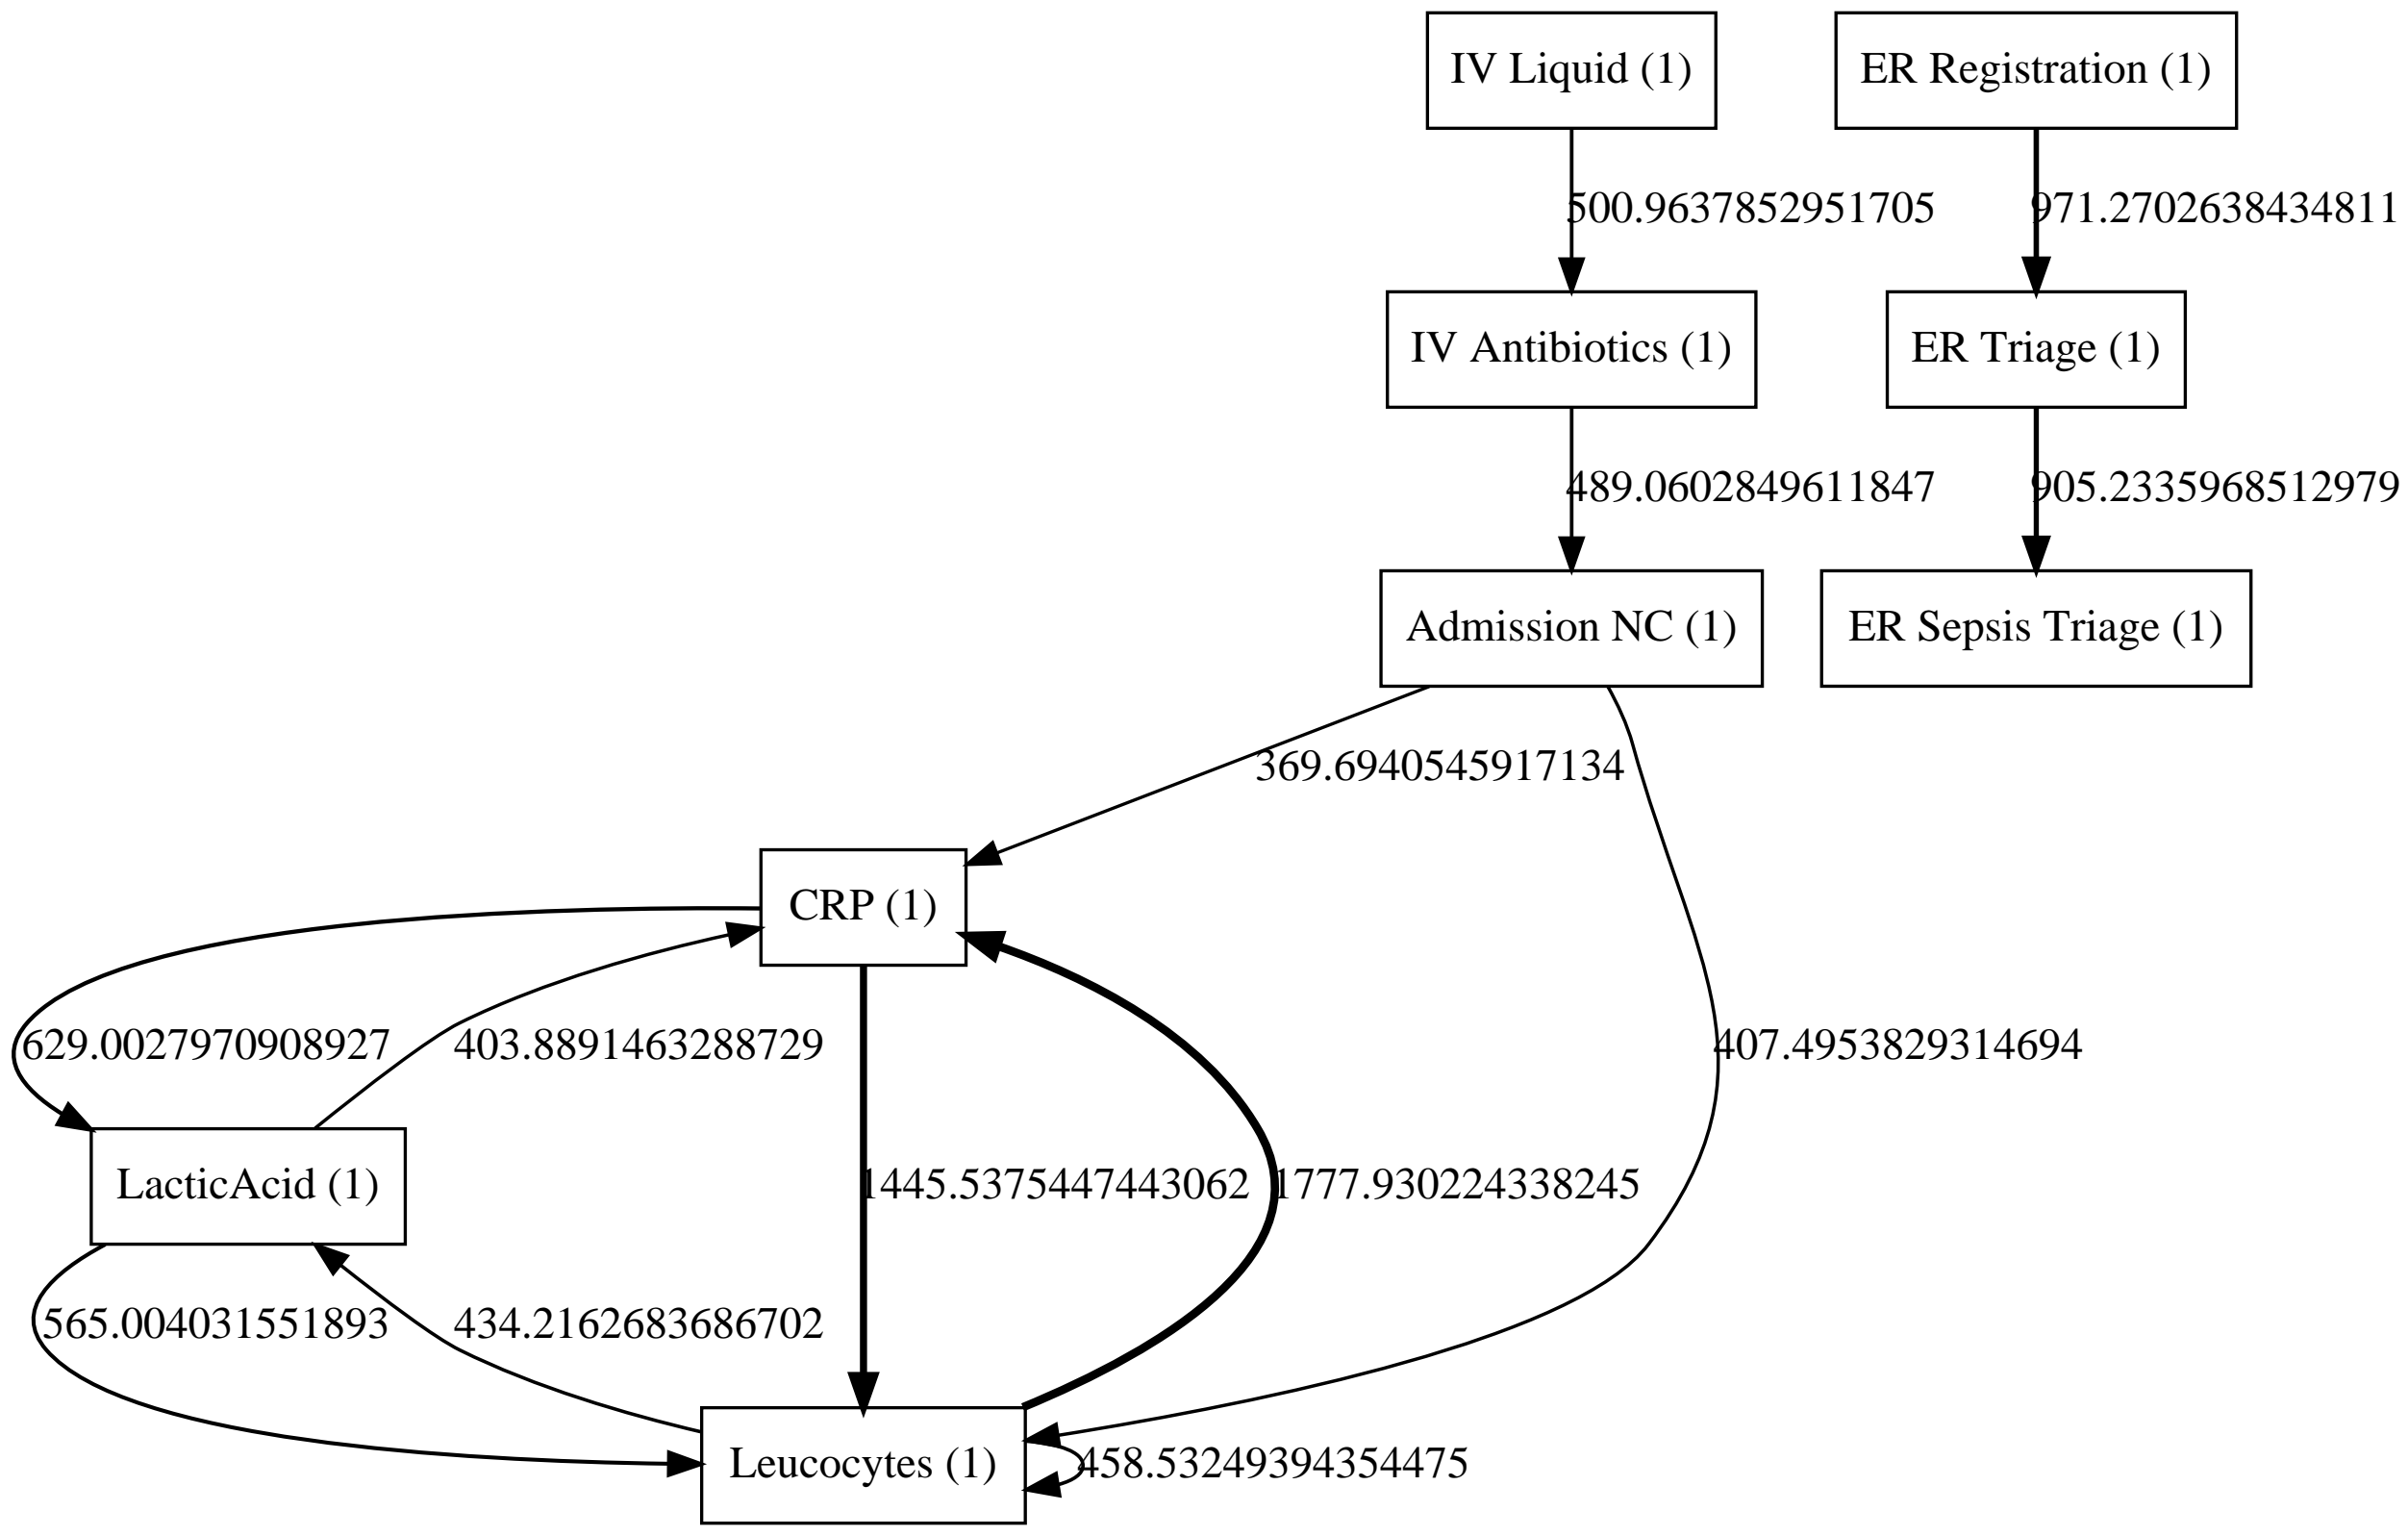 IV Liquid (1)
ER Registration (1)
500.9637852951705
971.2702638434811
IV Antibiotics (1)
ER Triage (1)
489.0602849611847
905.2335968512979
Admission NC (1)
ER Sepsis Triage (1)
369.6940545917134
CRP (1)
629.0027970908927
403.8891463288729
407.4953829314694
LacticAcid (1)
1445.5375447443062
1777.930224338245
565.004031551893
434.2162683686702
Leucocytes (1)
458.53249394354475